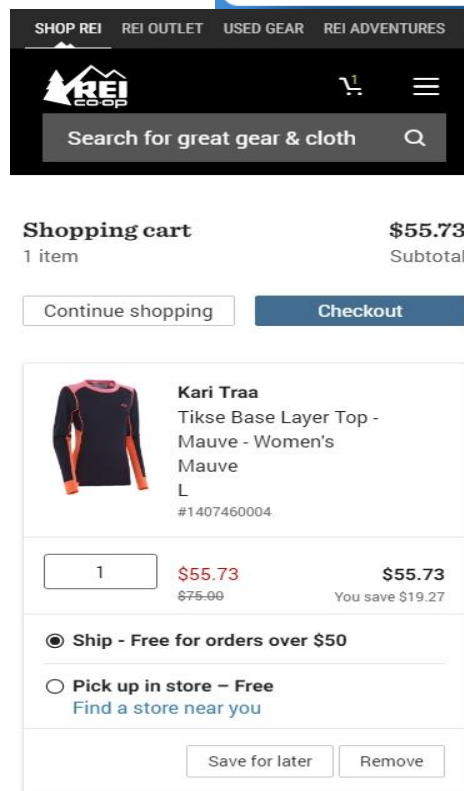 SHOP REI REI OUTLET USED GEAR REI ADVENTURES
REI
CO·OP
1
Search for great gear & cloth
Shopping cart $55.73
1 item Subtotal
Continue shopping Checkout
Kari Traa
Tikse Base Layer Top -
Mauve - Women's
Mauve
L
#1407460004
1 $55.73 $55.73
$75.00 You save $19.27
Ship - Free for orders over $50
Pick up in store – Free
Find a store near you
Save for later Remove